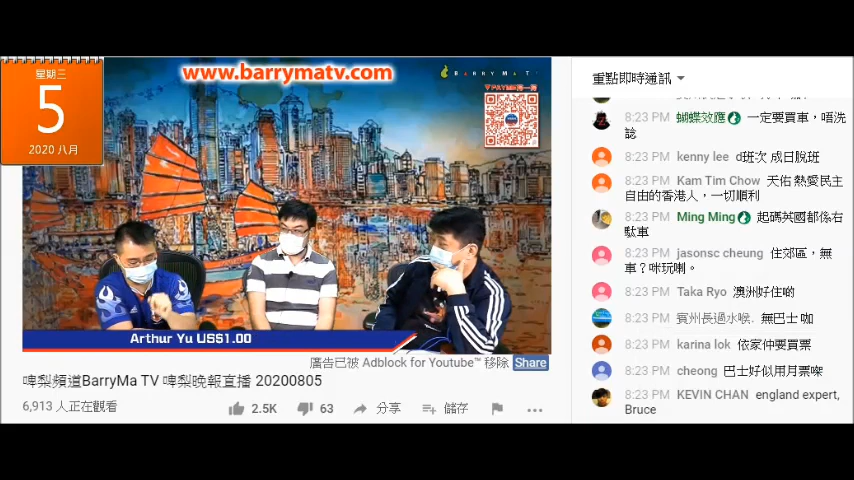 星期三
5
2020 八月
www.barrymatv.com
BARRYMATV
Arthur Yu US$1.00
廣告已被 Adblock for Youtube™ 移除 Share
啤梨頻道BarryMa TV 啤梨晚報直播 20200805
6,913 人正在觀看
2.5K
63
分享
儲存
重點即時通訊
8:23 PM 蝴蝶效應 一定要買車，唔洗
諗
8:23 PM kenny lee d班次 成日脫班
8:23 PM Kam Tim Chow 天佑 熱愛民主
自由的香港人，一切順利
8:23 PM Ming Ming 起碼英國都係右
駄車
8:23 PM jasonsc cheung 住郊區，無
車？咪玩喇。
8:23 PM Taka Ryo 澳洲好住啲
8:23 PM 賓州長過水喉. 無巴士 咖
8:23 PM karina lok 依家仲要買票
8:23 PM cheong 巴士好似用月票㗎
8:23 PM KEVIN CHAN england expert,
Bruce